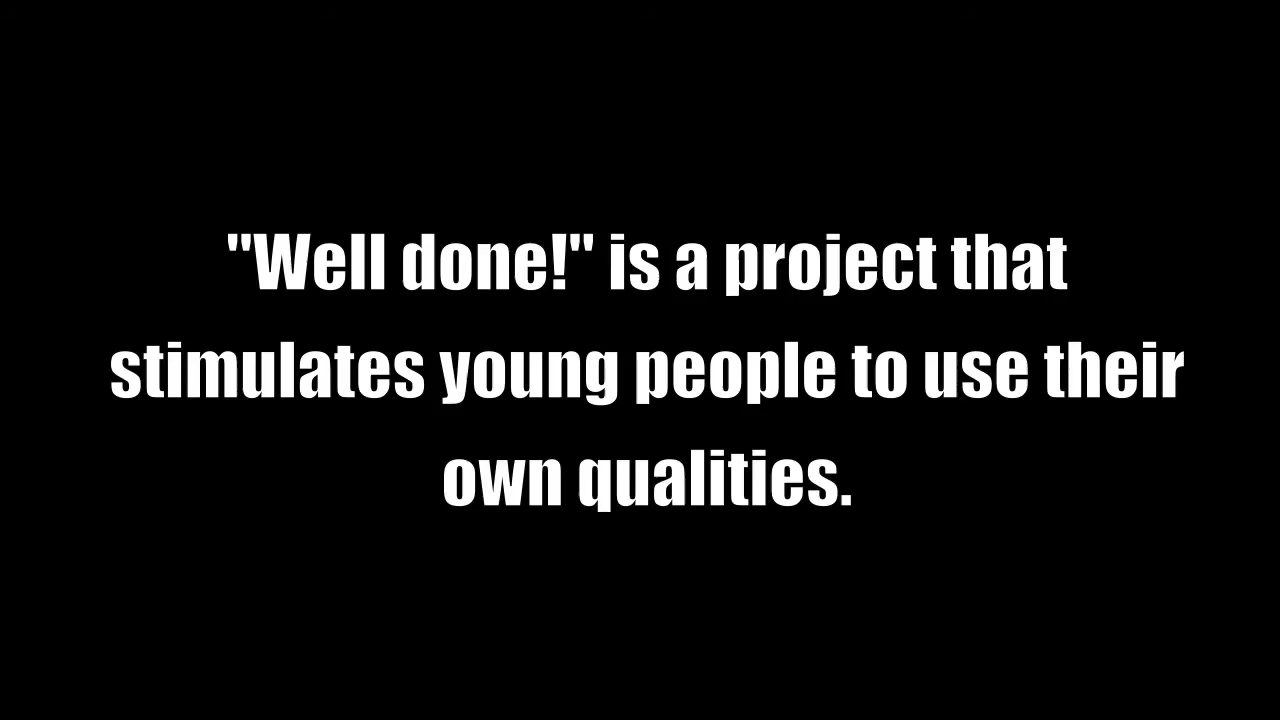 "Well done!" is a project that
stimulates young people to use their
own qualities.